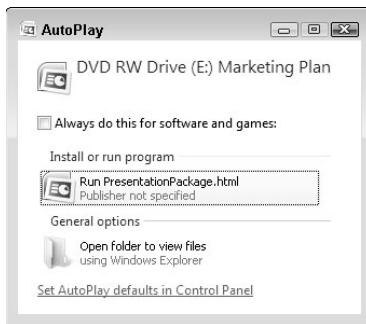 AutoPlay
DVD RW Drive (E:) Marketing Plan
Always do this for software and games:
Install or run program
Run PresentationPackage.html
Publisher not specified
General options
Open folder to view files
using Windows Explorer
Set AutoPlay defaults in Control Panel